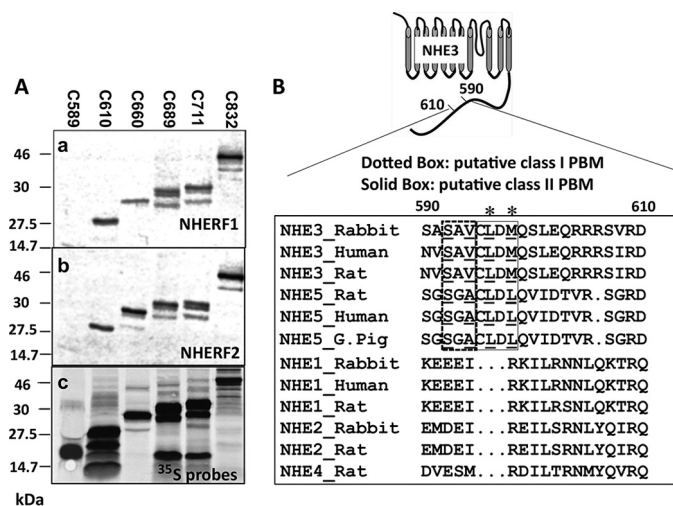 A
C589 C610 C660 C689 C711 C832
a
46
30
27.5
14.7
NHERF1
b
46
30
27.5
14.7
NHERF2
c
46
30
27.5
14.7
35S probes
kDa
B
NHE3
590
610
Dotted Box: putative class I PBM
Solid Box: putative class II PBM
590 610
* *
NHE3_Rabbit SASAVCLDMQSLEQRRRSVRD
NHE3_Human NVSAVCLDMQSLEQRRRSIRD
NHE3_Rat NVSAVCLDMQSLEQRRRSIRD
NHE5_Rat SGSGACLDLQVIDTVR.SGRD
NHE5_Human SGSGACLDLQVIDTVR.SGRD
NHE5_G.Pig SGSGACLDLQVIDTVR.SGRD
NHE1_Rabbit KEEEI...RKILRNNLQKTRQ
NHE1_Human KEEEI...RKILRNNLQKTRQ
NHE1_Rat KEEEI...RKILRSNLQKTRQ
NHE2_Rabbit EMDEI...REILSRNLYQIRQ
NHE2_Rat EMDEI...REILSRNLYQIRQ
NHE4_Rat DVESM...RDILTRNMYQVRQ